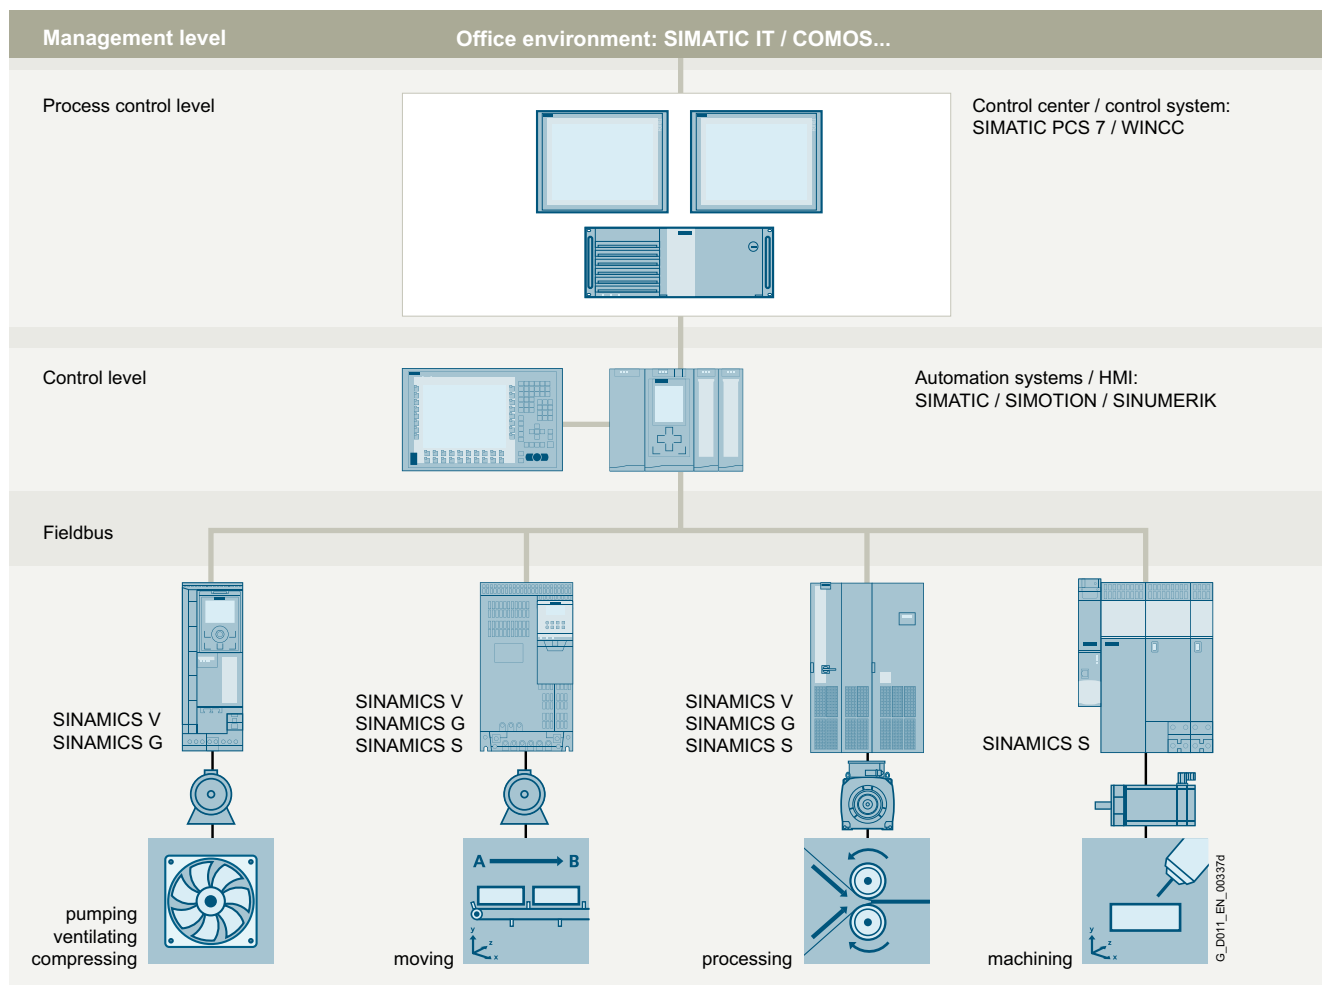 Management level
Office environment: SIMATIC IT / COMOS...
Process control level
Control center / control system:
SIMATIC PCS 7 / WINCC
Control level
Automation systems / HMI:
SIMATIC / SIMOTION / SINUMERIK
Fieldbus
SINAMICS V
SINAMICS G
SINAMICS V
SINAMICS G
SINAMICS S
SINAMICS V
SINAMICS G
SINAMICS S
SINAMICS S
pumping
ventilating
compressing
A B
y
z
x
moving
processing
y
z
x
machining
G_D011_EN_00337d